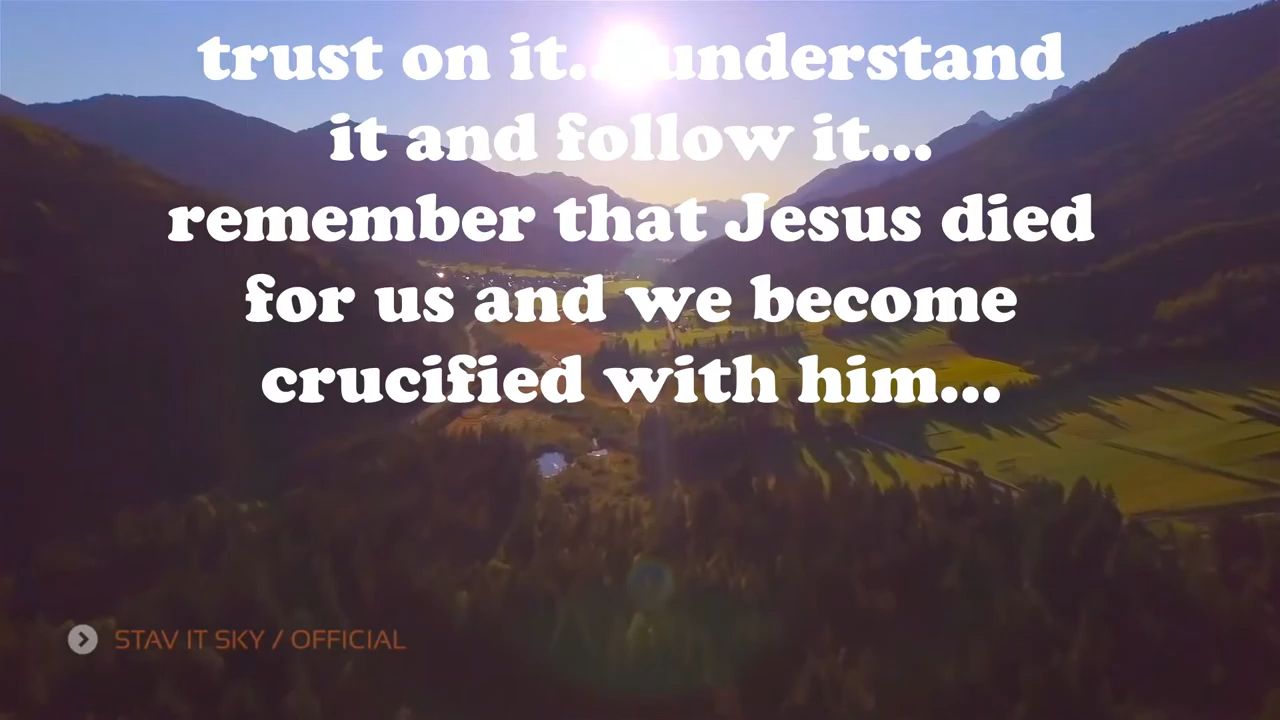 trust on it... understand
it and follow it...
remember that Jesus died
for us and we become
crucified with him...
STAV IT SKY / OFFICIAL